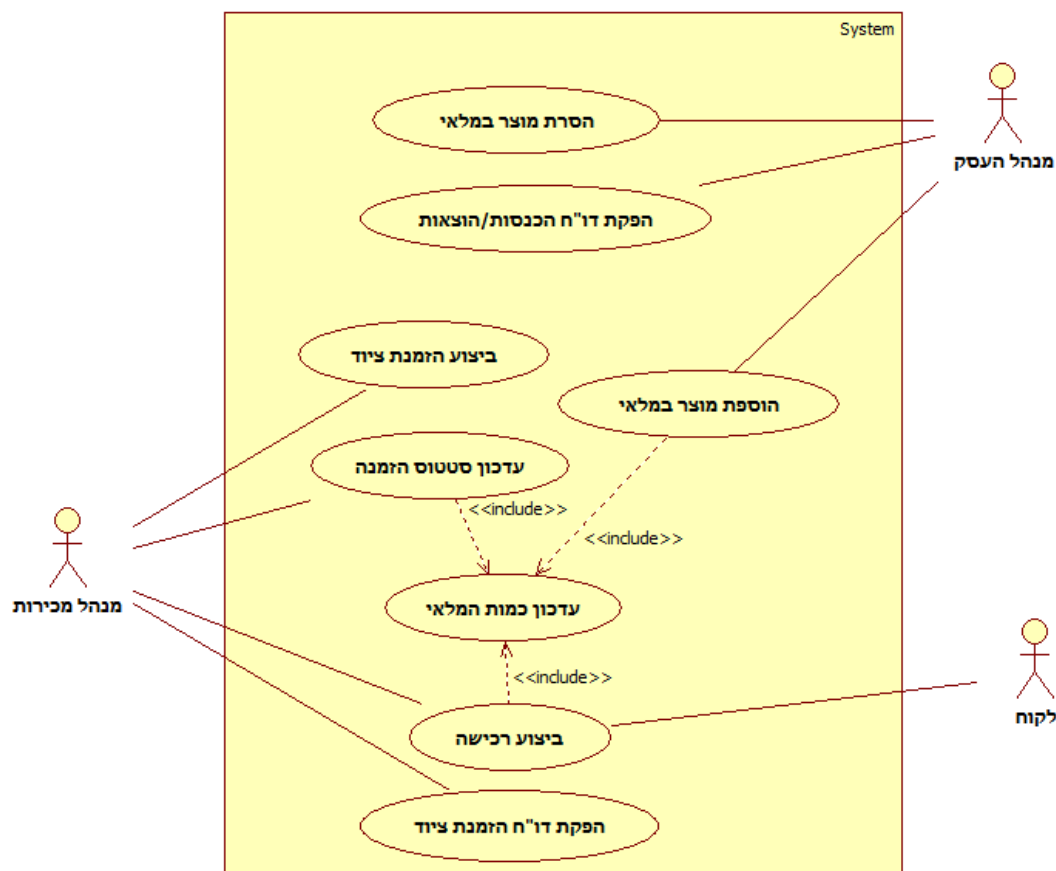 System
הסרת מוצר במלאי
מנהל העסק
הפקת דו"ח הכנסות/הוצאות
ביצוע הזמנת ציוד
הוספת מוצר במלאי
עדכון סטטוס הזמנה
<<include>>
<<include>>
עדכון כמות המלאי
מנהל מכירות
<<include>>
לקוח
ביצוע רכישה
הפקת דו"ח הזמנת ציוד